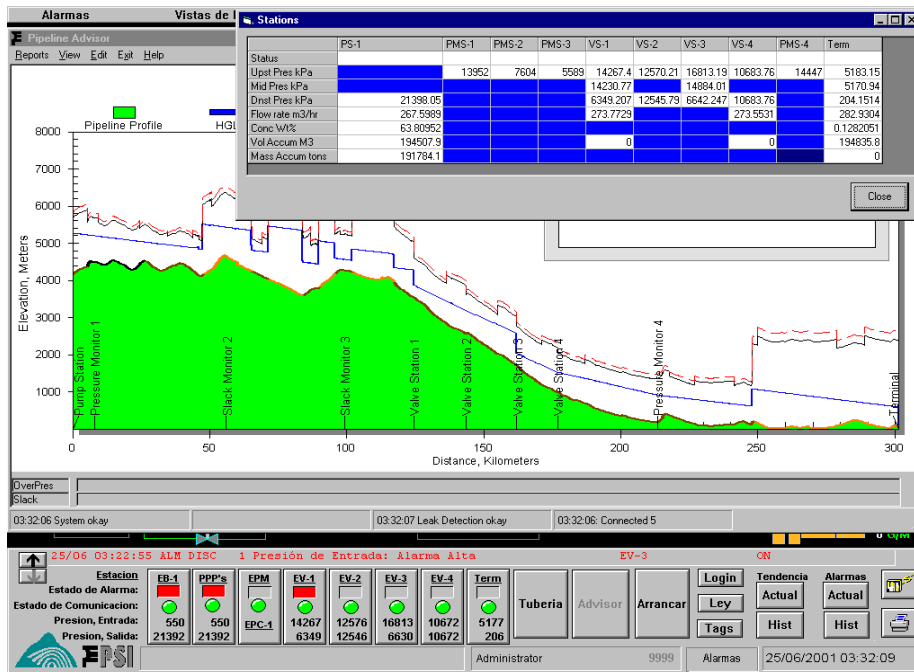 Alarmas Vistas de
Stations
Pipeline Advisor
Reports View Edit Exit Help
PS-1 PMS-1 PMS-2 PMS-3 VS-1 VS-2 VS-3 VS-4 PMS-4 Term
Status
Upst Pres kPa 13952 7604 5589 14267.4 12570.21 16813.19 10683.76 14447 5183.15
Mid Pres kPa 14230.77 14884.01 5170.94
Dnst Pres kPa 21398.05 6349.207 12545.79 6642.247 10683.76 204.1514
Flow rate m3/hr 267.5989 273.7729 273.5531 282.9304
Conc Wt% 63.80952 0.1282051
Vol Accum M3 194507.9 0 0 194835.8
Mass Accum tons 191784.1 0
Close
Pipeline Profile HGL
8000
7000
6000
5000
4000
3000
2000
1000
Elevation, Meters
Pump Station
Pressure Monitor 1
Slack Monitor 2
Slack Monitor 3
Valve Station 1
Valve Station 2
Valve Station 3
Valve Station 4
Pressure Monitor 4
Terminal
0 50 100 150 200 250 300
Distance, Kilometers
OverPres
Slack
03:32:06 System okay 03:32:07 Leak Detection okay 03:32:06: Connected 5
25/06 03:22:55 ALM DISC 1 Presión de Entrada: Alarma Alta EV-3 ON
Estacion EB-1 PPP's EPM EV-1 EV-2 EV-3 EV-4 Term
Estado de Alarma:
Estado de Comunicacion:
Presion, Entrada: 550 550 EPC-1 14267 12576 16813 10672 5177
Presion, Salida: 21392 21392 6349 12546 6630 10672 206
Tuberia Advisor Arrancar
Login Tendencia Alarmas
Ley Actual Actual
Tags Hist Hist
PSI
Administrator 9999 Alarmas 25/06/2001 03:32:09